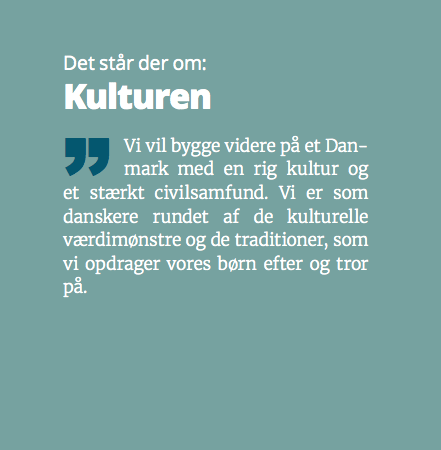 Det står der om:
Kulturen
❞ Vi vil bygge videre på et Dan-
mark med en rig kultur og
et stærkt civilsamfund. Vi er som
danskere rundet af de kulturelle
værdimønstre og de traditioner, som
vi opdrager vores børn efter og tror
på.